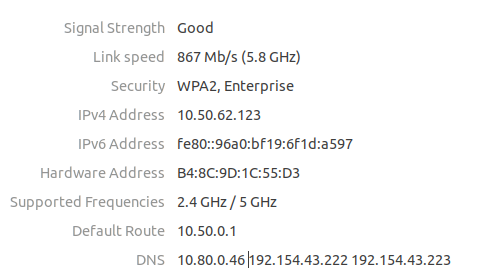 Signal Strength Good
Link speed 867 Mb/s (5.8 GHz)
Security WPA2, Enterprise
IPv4 Address 10.50.62.123
IPv6 Address fe80::96a0:bf19:6f1d:a597
Hardware Address B4:8C:9D:1C:55:D3
Supported Frequencies 2.4 GHz / 5 GHz
Default Route 10.50.0.1
DNS 10.80.0.46 192.154.43.222 192.154.43.223